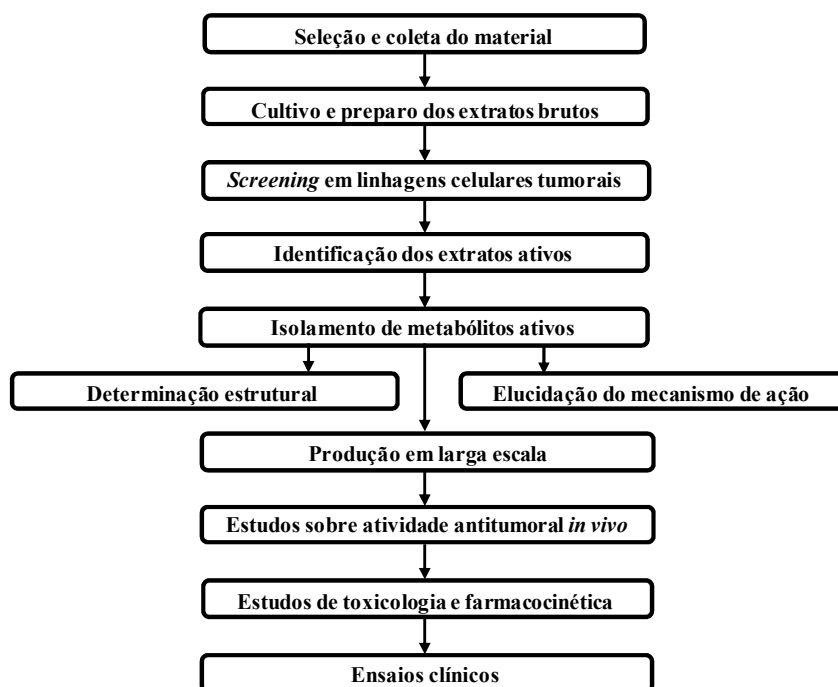 Seleção e coleta do material
Cultivo e preparo dos extratos brutos
Screening em linhagens celulares tumorais
Identificação dos extratos ativos
Isolamento de metabólitos ativos
Determinação estrutural
Elucidação do mecanismo de ação
Produção em larga escala
Estudos sobre atividade antitumoral in vivo
Estudos de toxicologia e farmacocinética
Ensaios clínicos